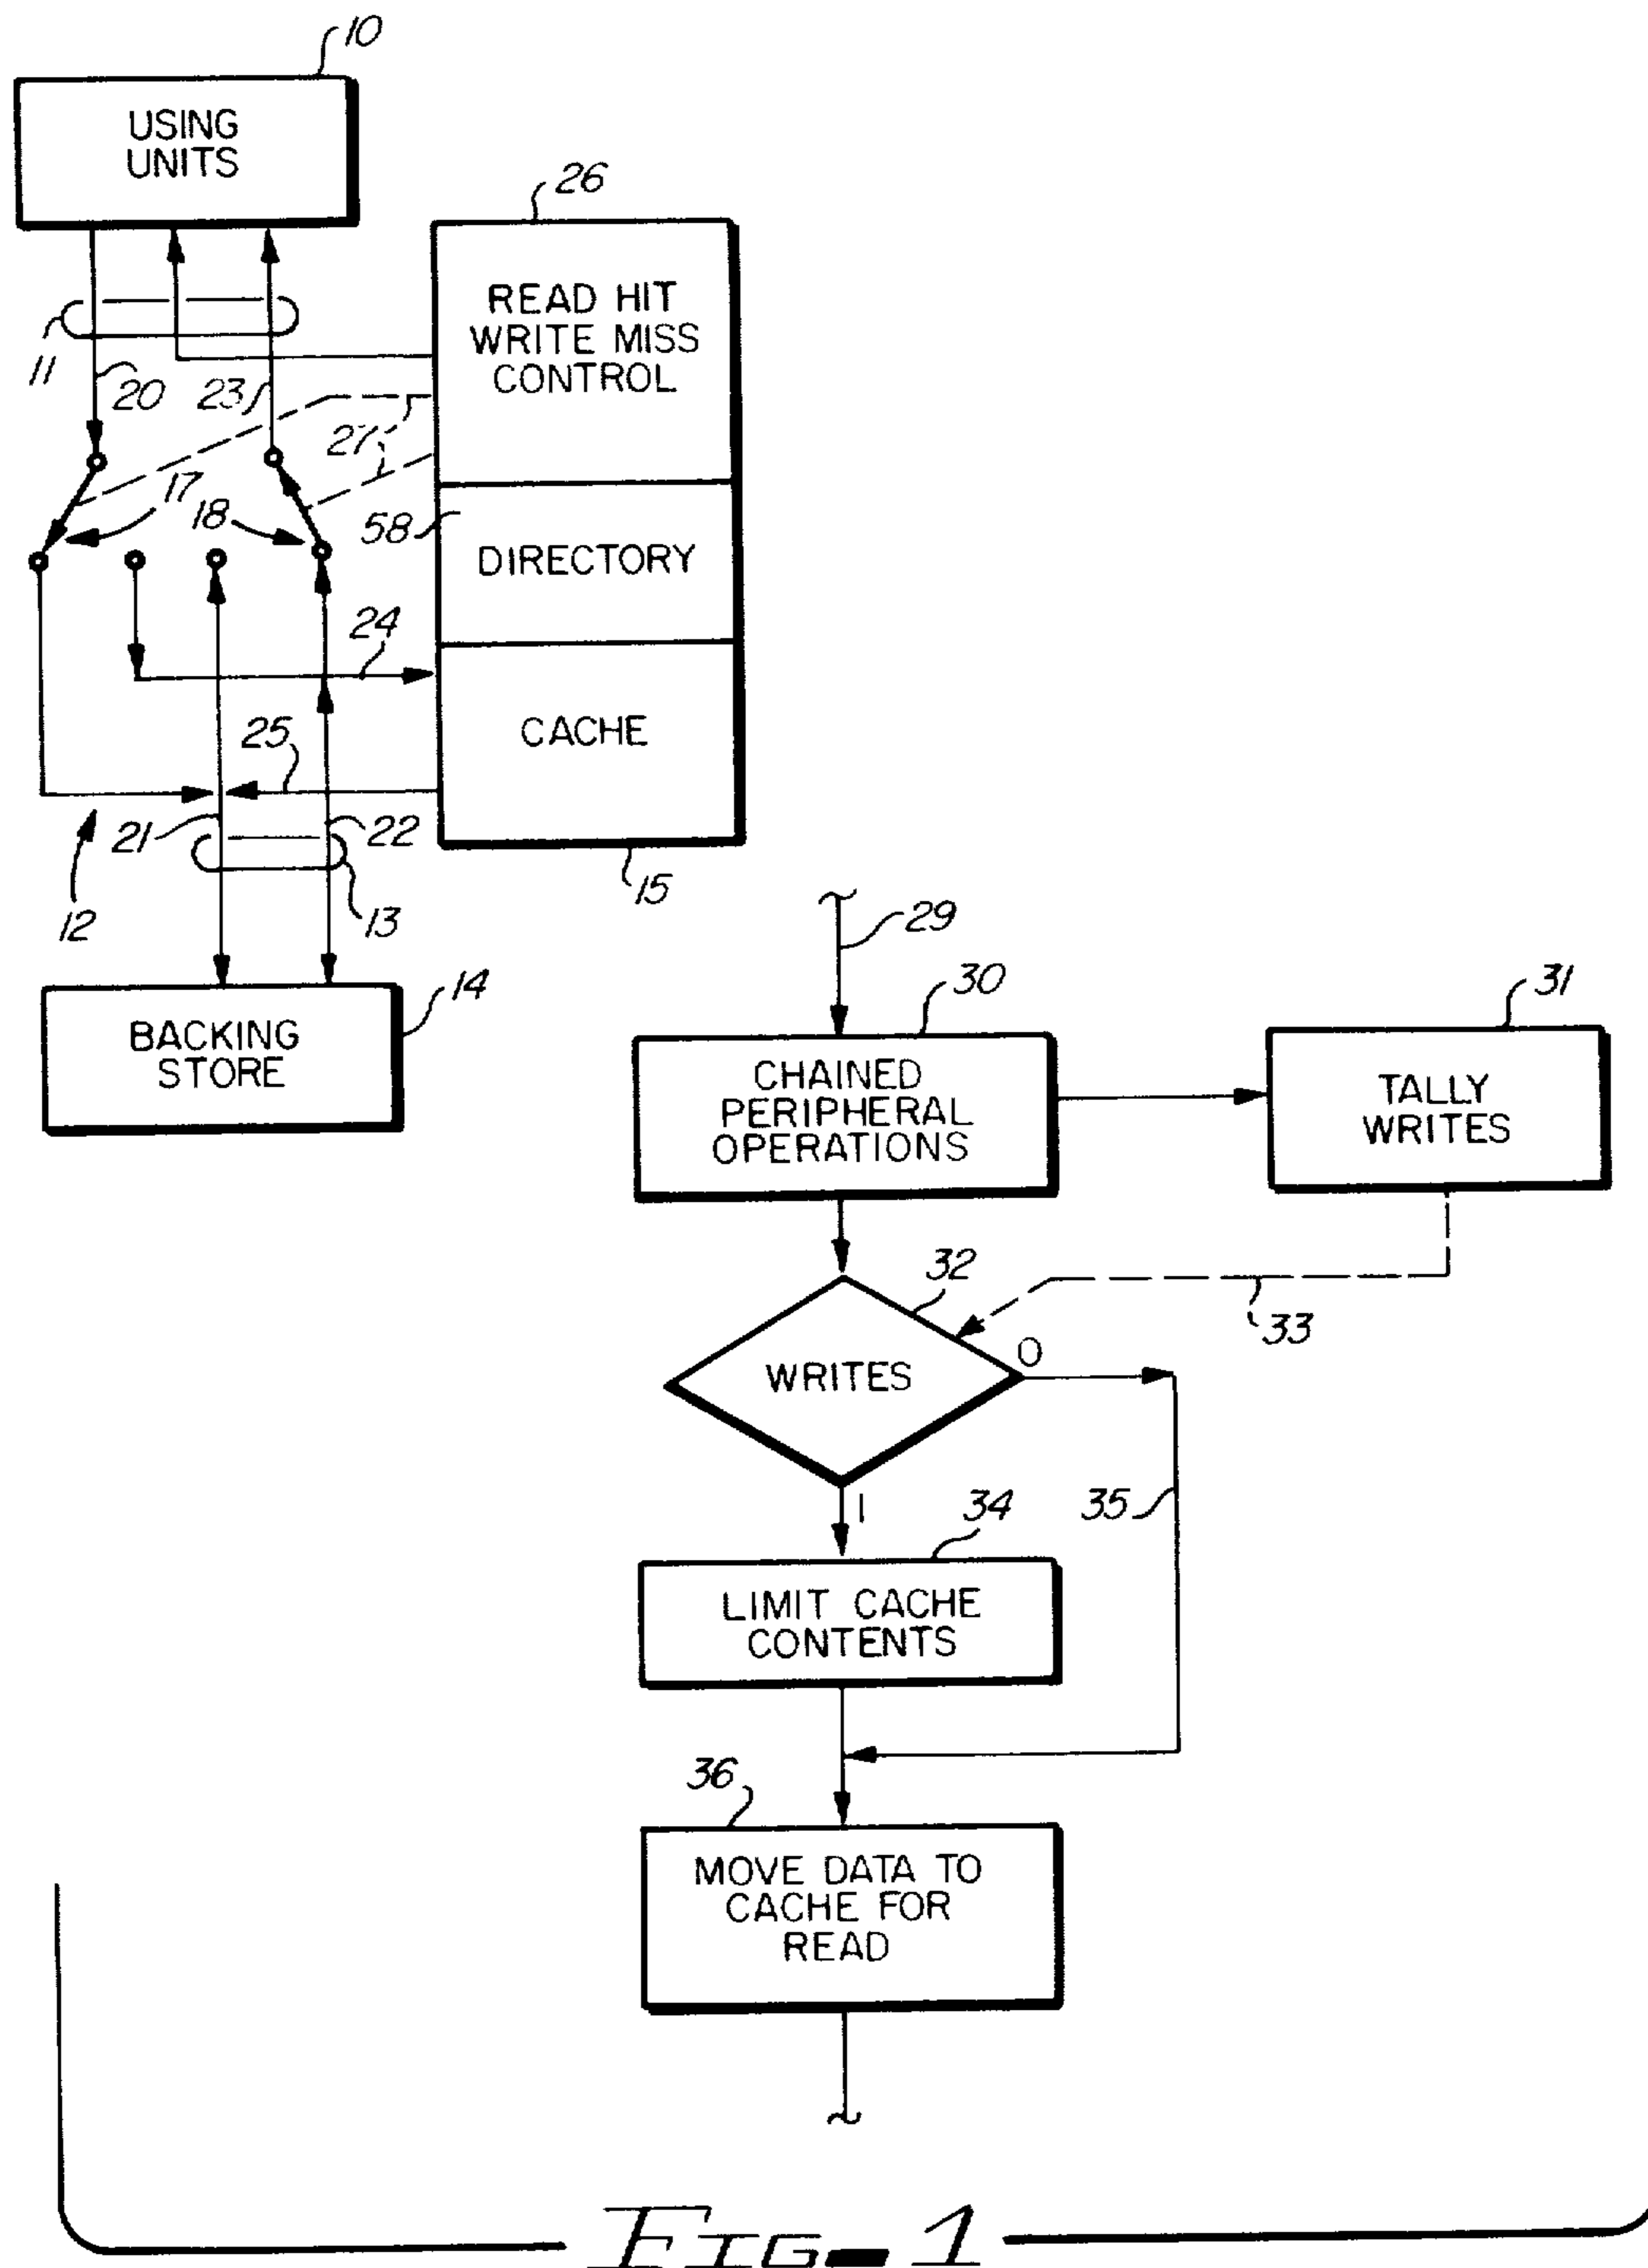 10
USING
UNITS
26
READ HIT
WRITE MISS
CONTROL
11
20
23
27
17
18
58
DIRECTORY
24
CACHE
25
21
22
12
13
15
14
BACKING
STORE
29
30
31
CHAINED
PERIPHERAL
OPERATIONS
TALLY
WRITES
32
33
WRITES
0
1
34
35
LIMIT CACHE
CONTENTS
36
MOVE DATA TO
CACHE FOR
READ
FIG-1